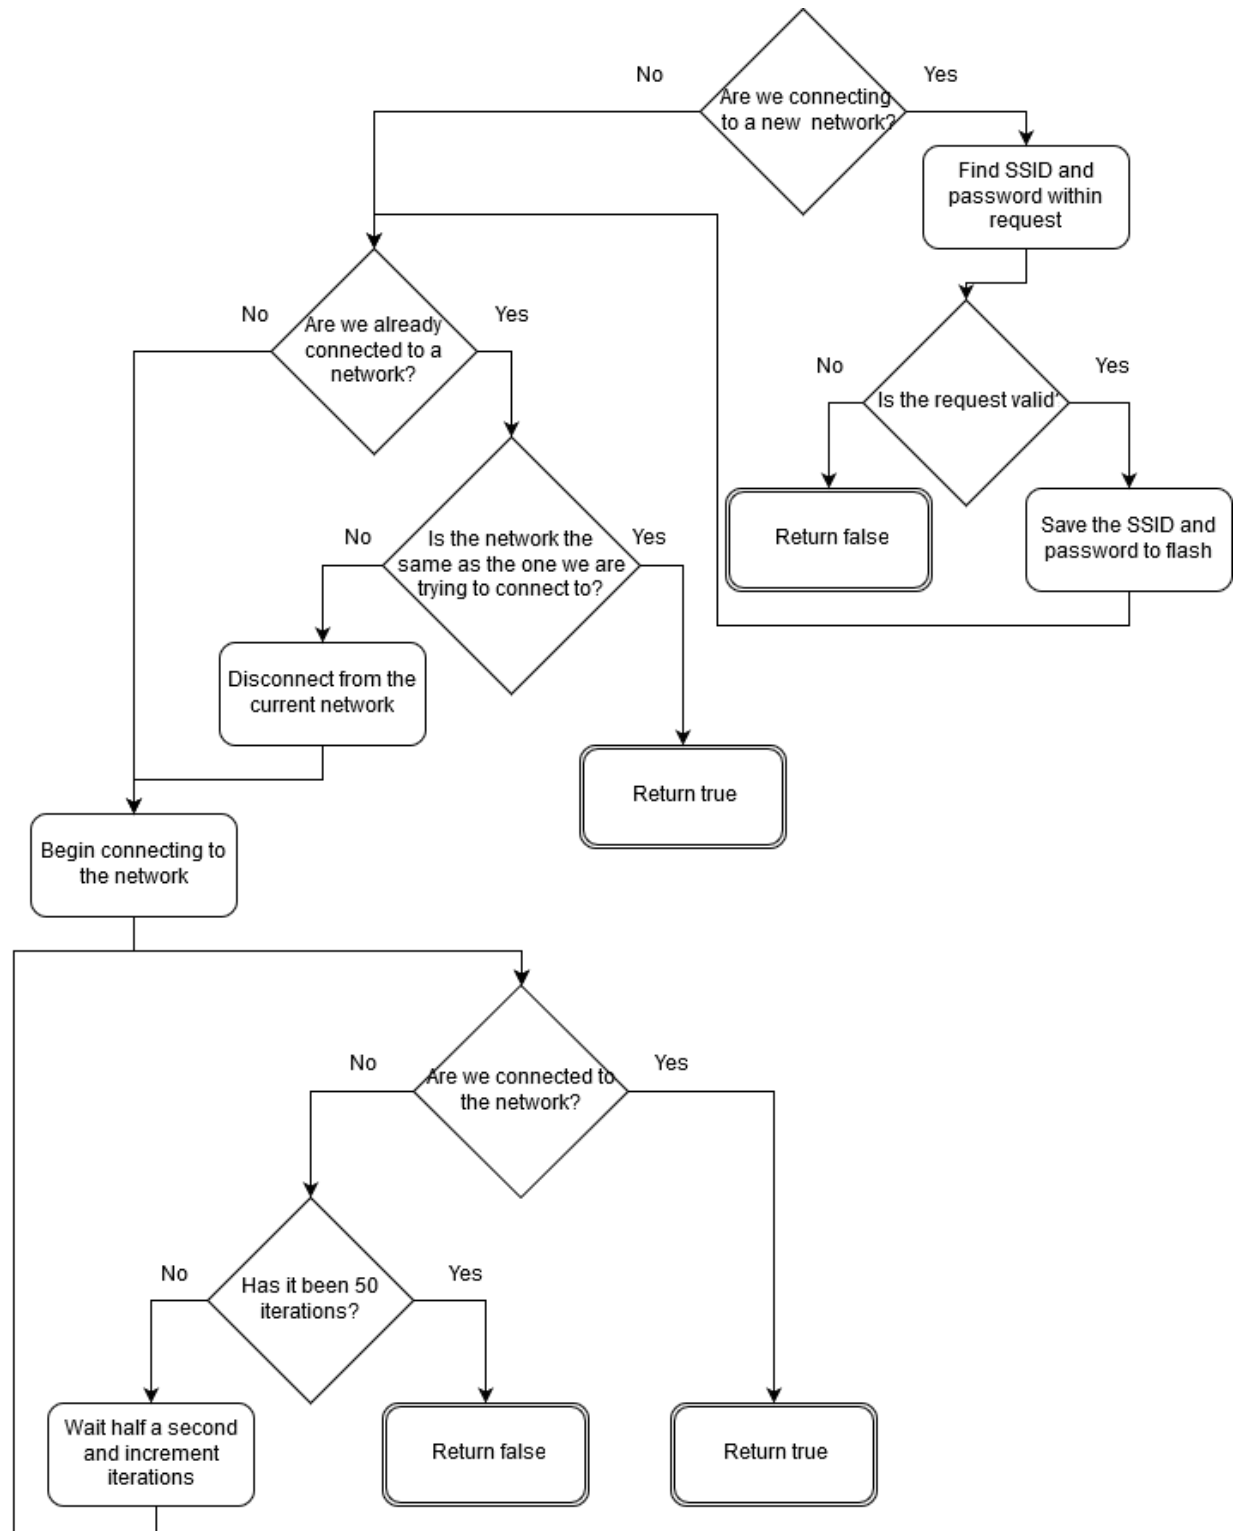 No
Yes
Are we connecting
to a new network?
Find SSID and
password within
request
No
Yes
Are we already
connected to a
network?
No
Yes
Is the request valid?
No
Yes
Is the network the
same as the one we are
trying to connect to?
Return false
Save the SSID and
password to flash
Disconnect from the
current network
Return true
Begin connecting to
the network
No
Yes
Are we connected to
the network?
No
Yes
Has it been 50
iterations?
Wait half a second
and increment
iterations
Return false
Return true